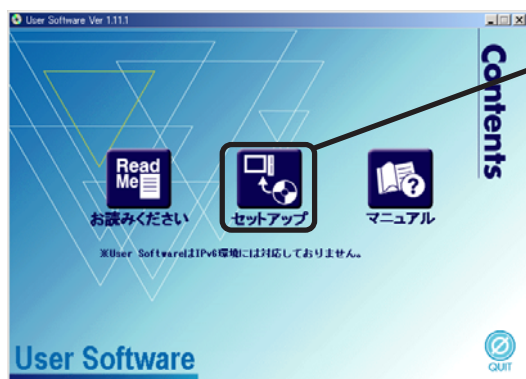 User Software Ver 1.11.1
Contents
Read
Me
お読みください
セットアップ
マニュアル
※User SoftwareはIPv6環境には対応しておりません。
User Software
QUIT